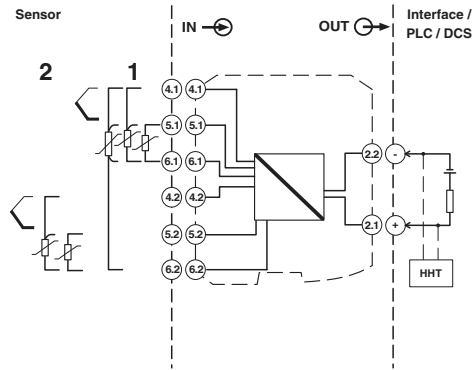 Sensor
IN
OUT
Interface /
PLC / DCS
2 1
4.1 4.1
5.1 5.1
6.1 6.1
4.2 4.2
5.2 5.2
6.2 6.2
2.2 -
2.1 +
HHT